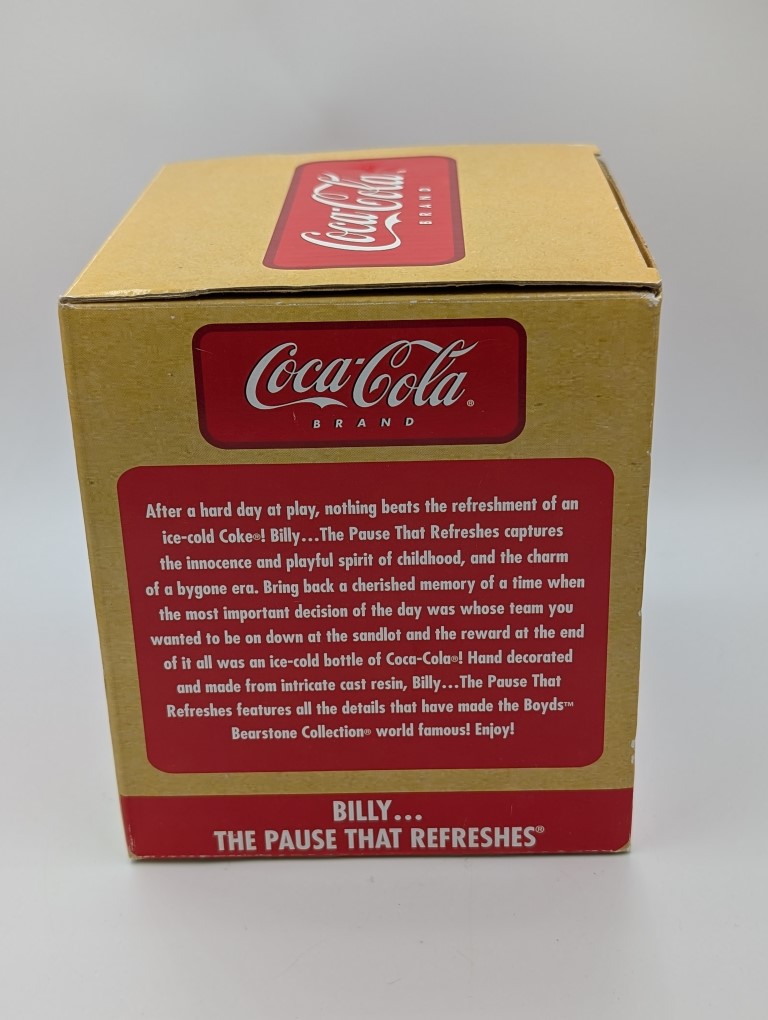 Coca-Cola®
BRAND
Coca-Cola®
BRAND
After a hard day at play, nothing beats the refreshment of an
ice-cold Coke®! Billy...The Pause That Refreshes captures
the innocence and playful spirit of childhood, and the charm
of a bygone era. Bring back a cherished memory of a time when
the most important decision of the day was whose team you
wanted to be on down at the sandlot and the reward at the end
of it all was an ice-cold bottle of Coca-Cola®! Hand decorated
and made from intricate cast resin, Billy...The Pause That
Refreshes features all the details that have made the Boyds™
Bearstone Collection® world famous! Enjoy!
BILLY...
THE PAUSE THAT REFRESHES®